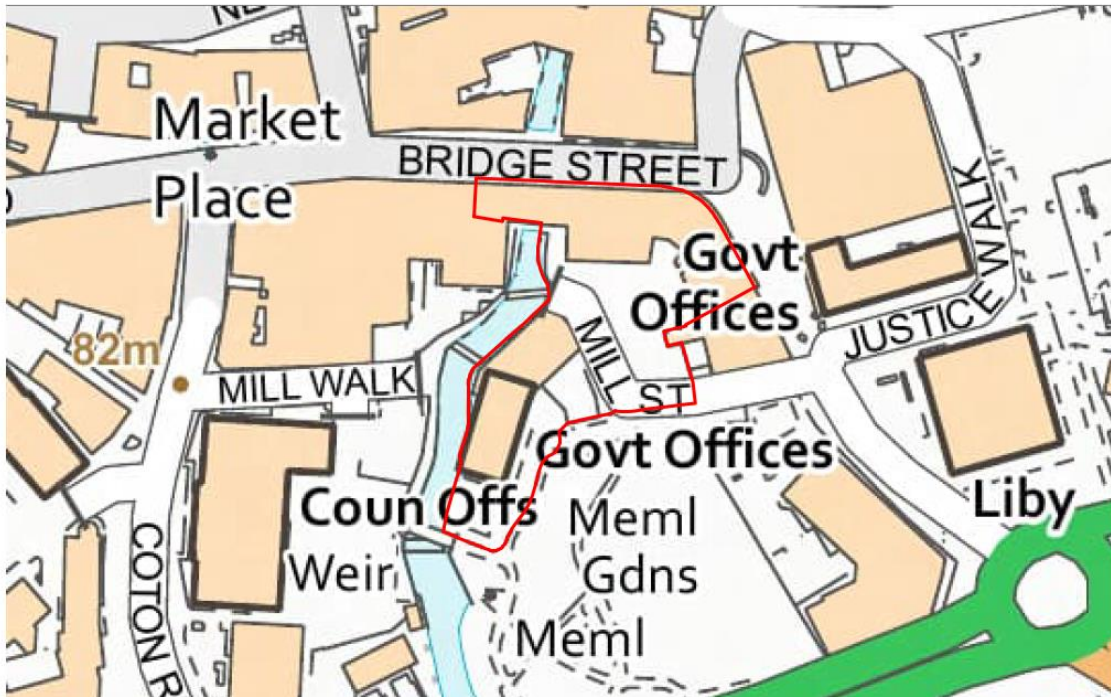 NE
Market
Place
BRIDGE STREET
Govt
Offices
JUSTICE WALK
82m
MILL WALK
MILL ST
Govt Offices
Coun Offs
Liby
Weir
Meml
Gdns
Meml
COTON R